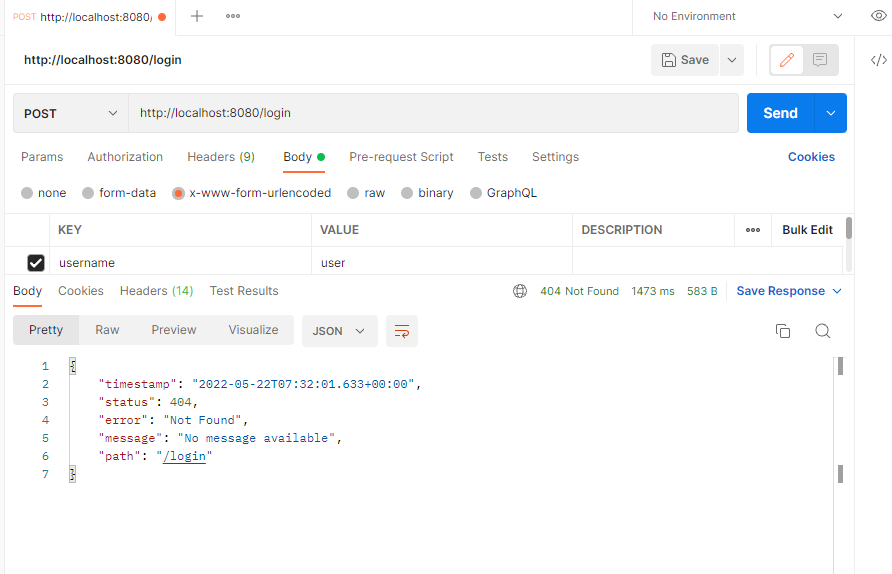 POST http://localhost:8080/
No Environment
http://localhost:8080/login
Save
POST http://localhost:8080/login
Send
Params Authorization Headers (9) Body Pre-request Script Tests Settings Cookies
none form-data x-www-form-urlencoded raw binary GraphQL
KEY VALUE DESCRIPTION Bulk Edit
username user
Body Cookies Headers (14) Test Results 404 Not Found 1473 ms 583 B Save Response
Pretty Raw Preview Visualize JSON
1 {
2 "timestamp": "2022-05-22T07:32:01.633+00:00",
3 "status": 404,
4 "error": "Not Found",
5 "message": "No message available",
6 "path": "/login"
7 }